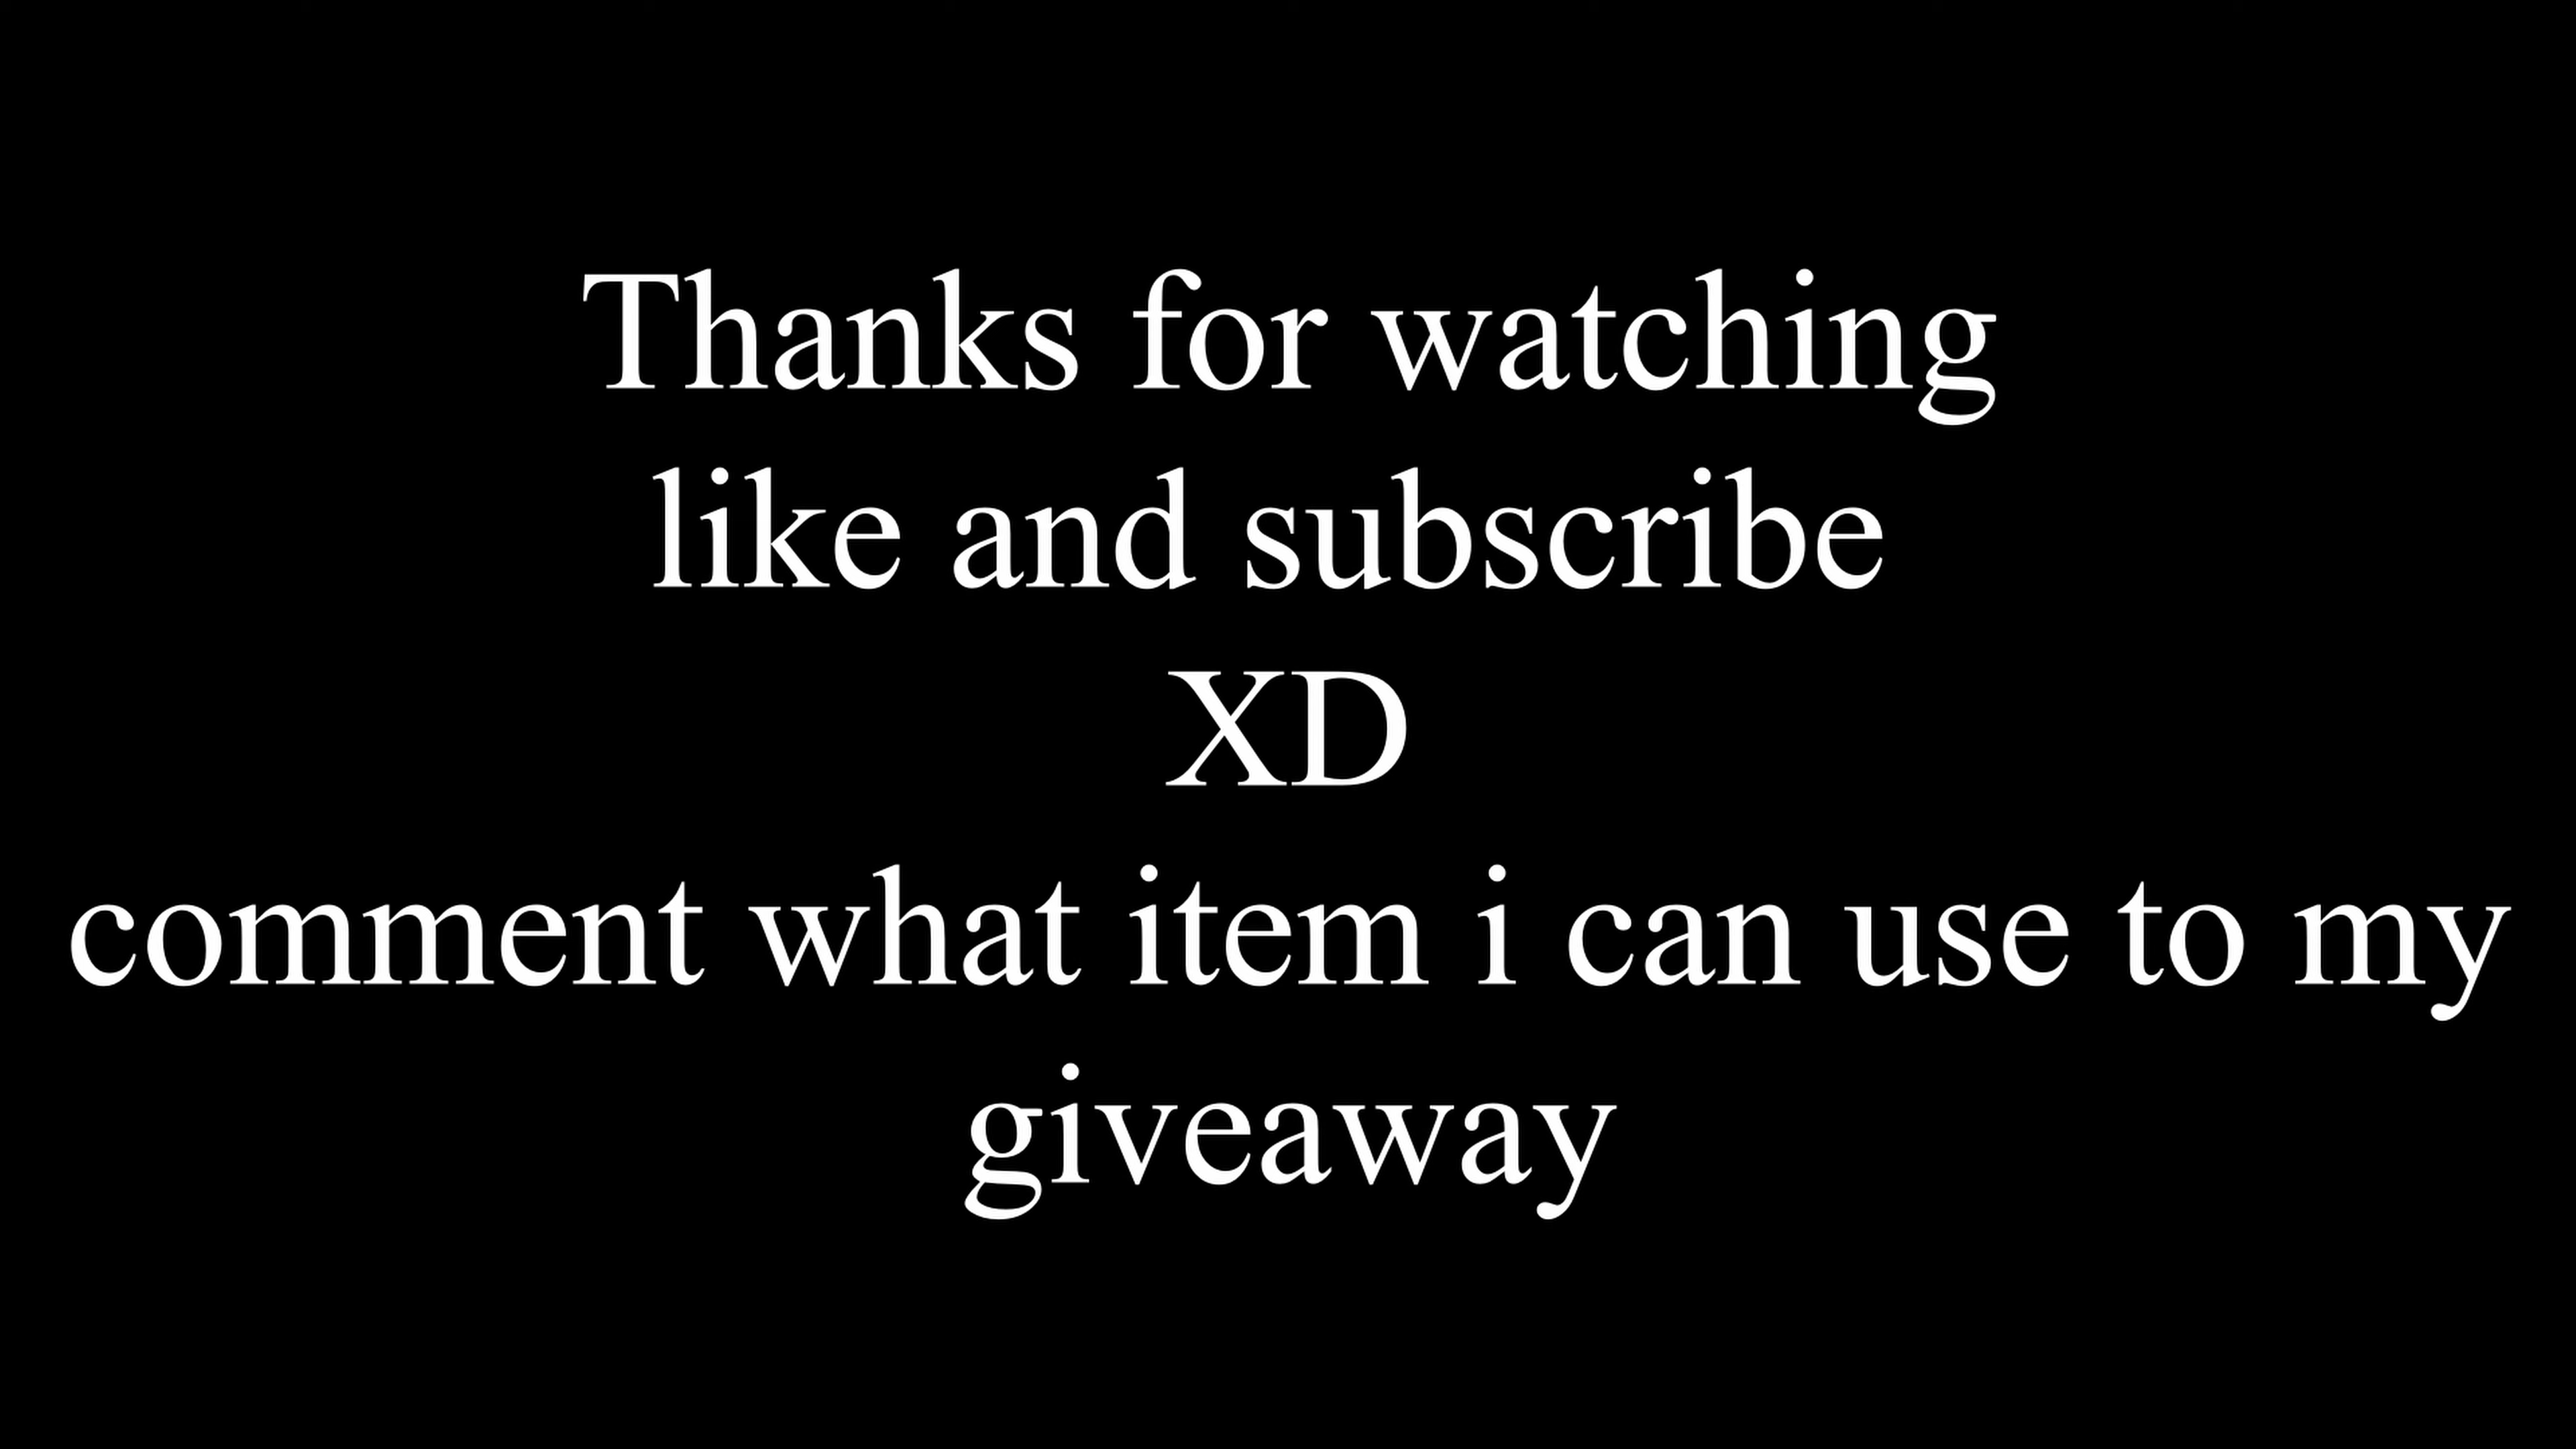 Thanks for watching
like and subscribe
XD
comment what item i can use to my
giveaway